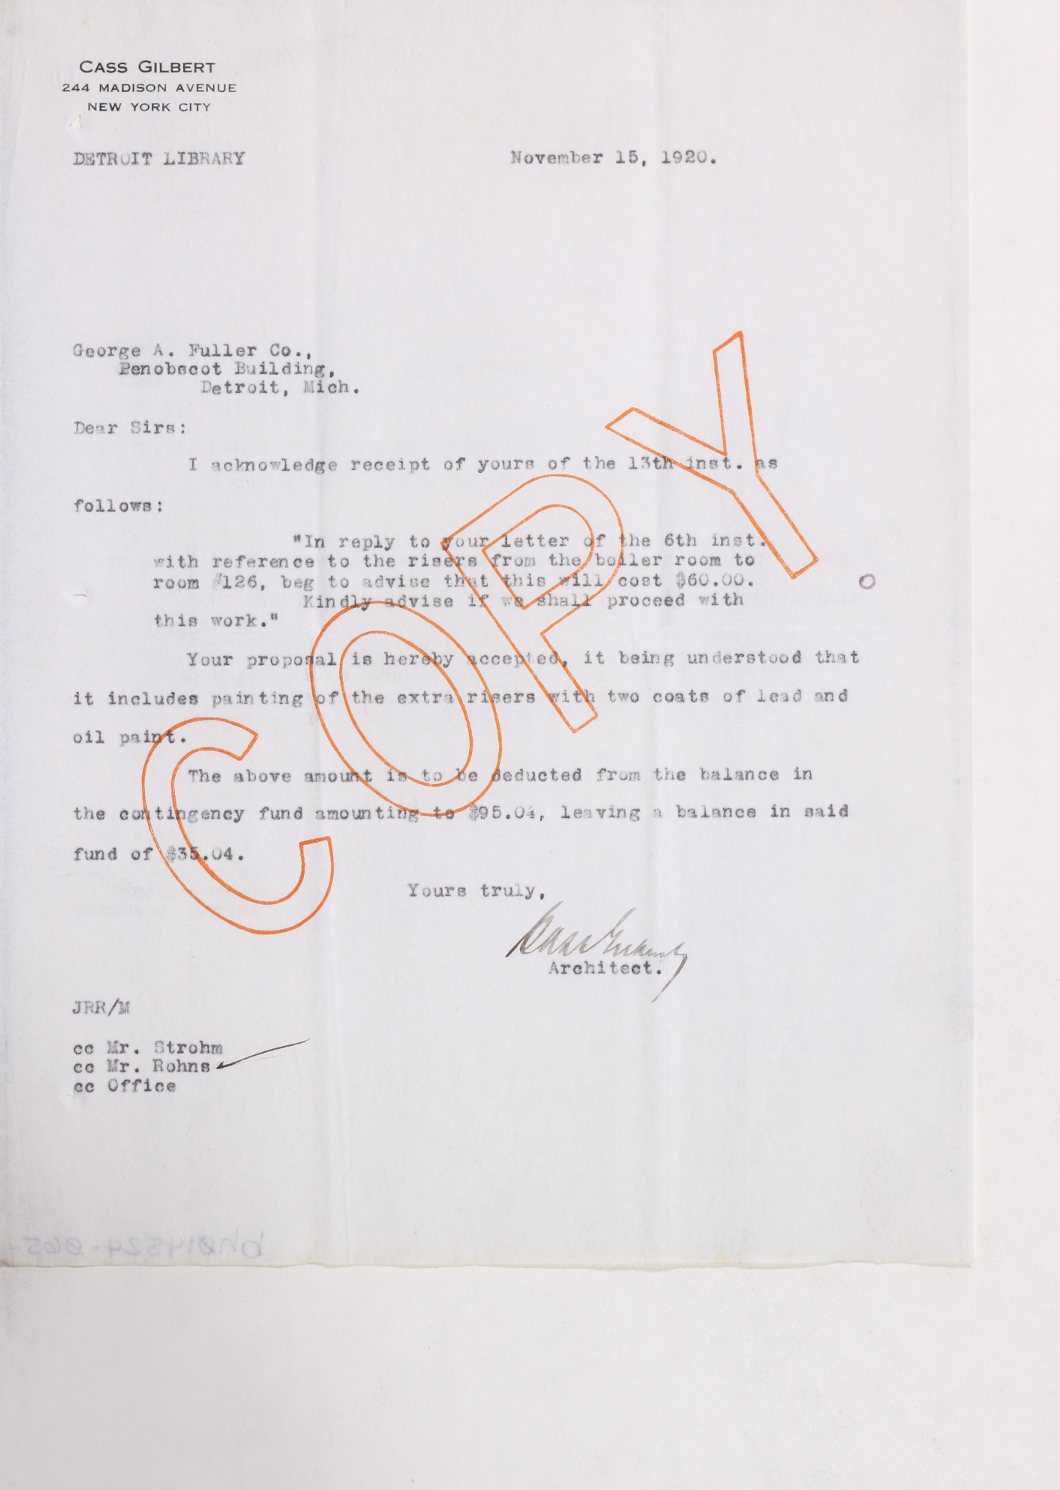 CASS GILBERT
244 MADISON AVENUE
NEW YORK CITY
DETROIT LIBRARY November 15, 1920.
George A. Fuller Co.,
Penobscot Building,
Detroit, Mich.
Dear Sirs:
I acknowledge receipt of yours of the 13th inst. as
follows:
"In reply to your letter of the 6th inst.
with reference to the risers from the boiler room to
room #126, beg to advise that this will cost $60.00.
Kindly advise if we shall proceed with
this work."
Your proposal is hereby accepted, it being understood that
it includes painting of the extra risers with two coats of lead and
oil paint.
The above amount is to be deducted from the balance in
the contingency fund amounting to $95.04, leaving a balance in said
fund of $35.04.
Yours truly,
Cass Gilbert
Architect.
JRR/M
cc Mr. Strohm
cc Mr. Rohns
cc Office
COPY